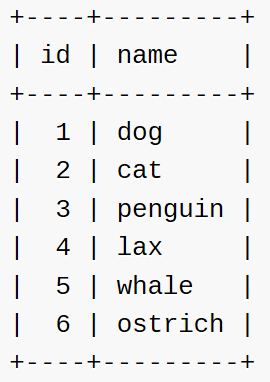 +----+---------+
| id | name    |
+----+---------+
|  1 | dog     |
|  2 | cat     |
|  3 | penguin |
|  4 | lax     |
|  5 | whale   |
|  6 | ostrich |
+----+---------+